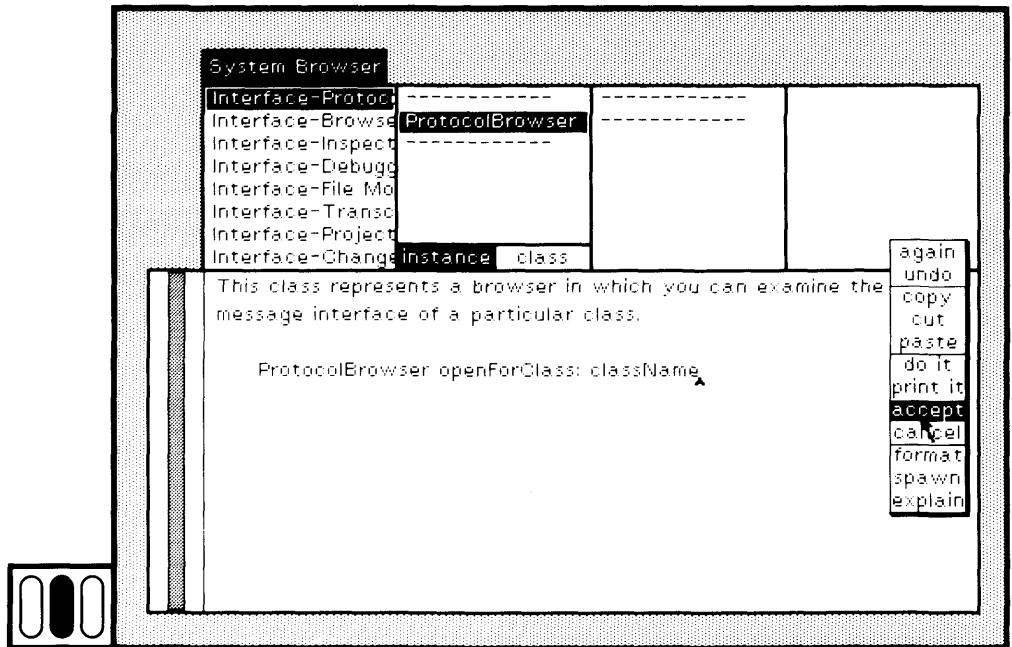 System Browser
Interface-Protoco
Interface-Browse
Interface-Inspect
Interface-Debugg
Interface-File Mo
Interface-Transc
Interface-Project
Interface-Change
------------
ProtocolBrowser
------------
instance class
------------
------------
This class represents a browser in which you can examine the
message interface of a particular class.
ProtocolBrowser openForClass: className
again
undo
copy
cut
paste
do it
print it
accept
cancel
format
spawn
explain